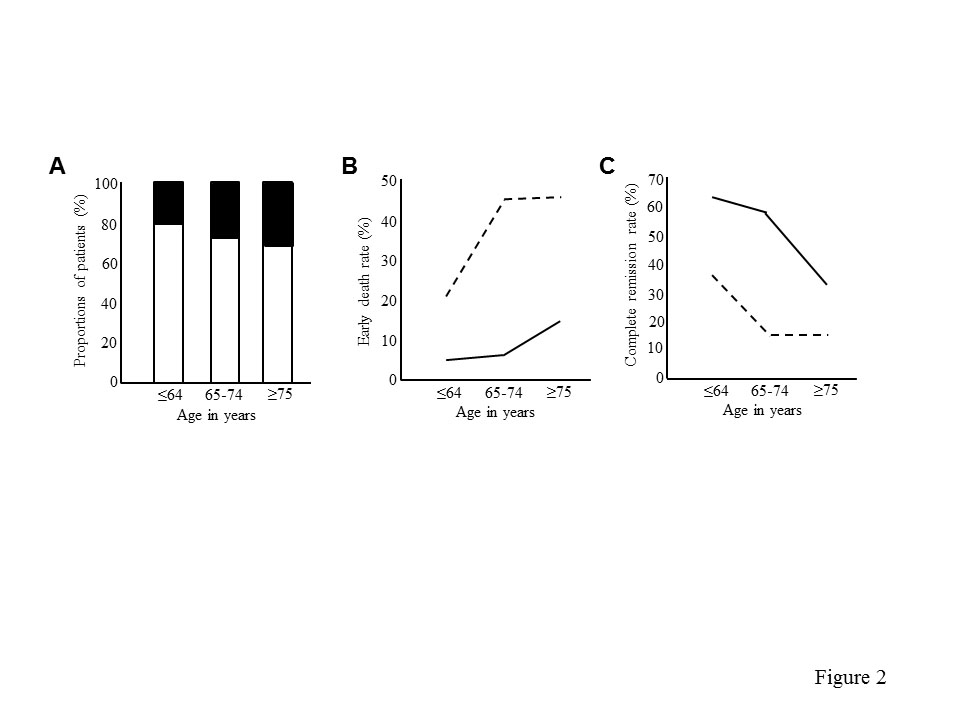 A
Proportions of patients (%)
100
80
60
40
20
0
≤64 65-74 ≥75
Age in years
B
Early death rate (%)
50
40
30
20
10
0
≤64 65-74 ≥75
Age in years
C
Complete remission rate (%)
70
60
50
40
30
20
10
0
≤64 65-74 ≥75
Age in years
Figure 2